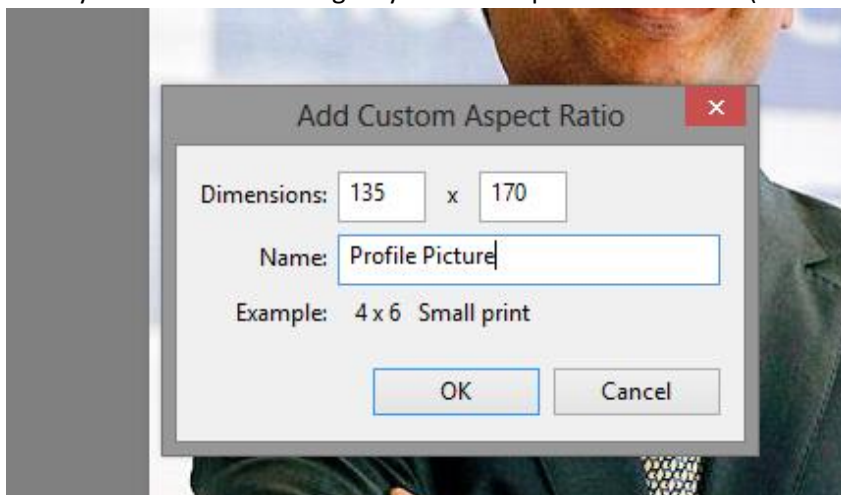 Add Custom Aspect Ratio
Dimensions: 135 x 170
Name: Profile Picture
Example: 4 x 6 Small print
OK Cancel